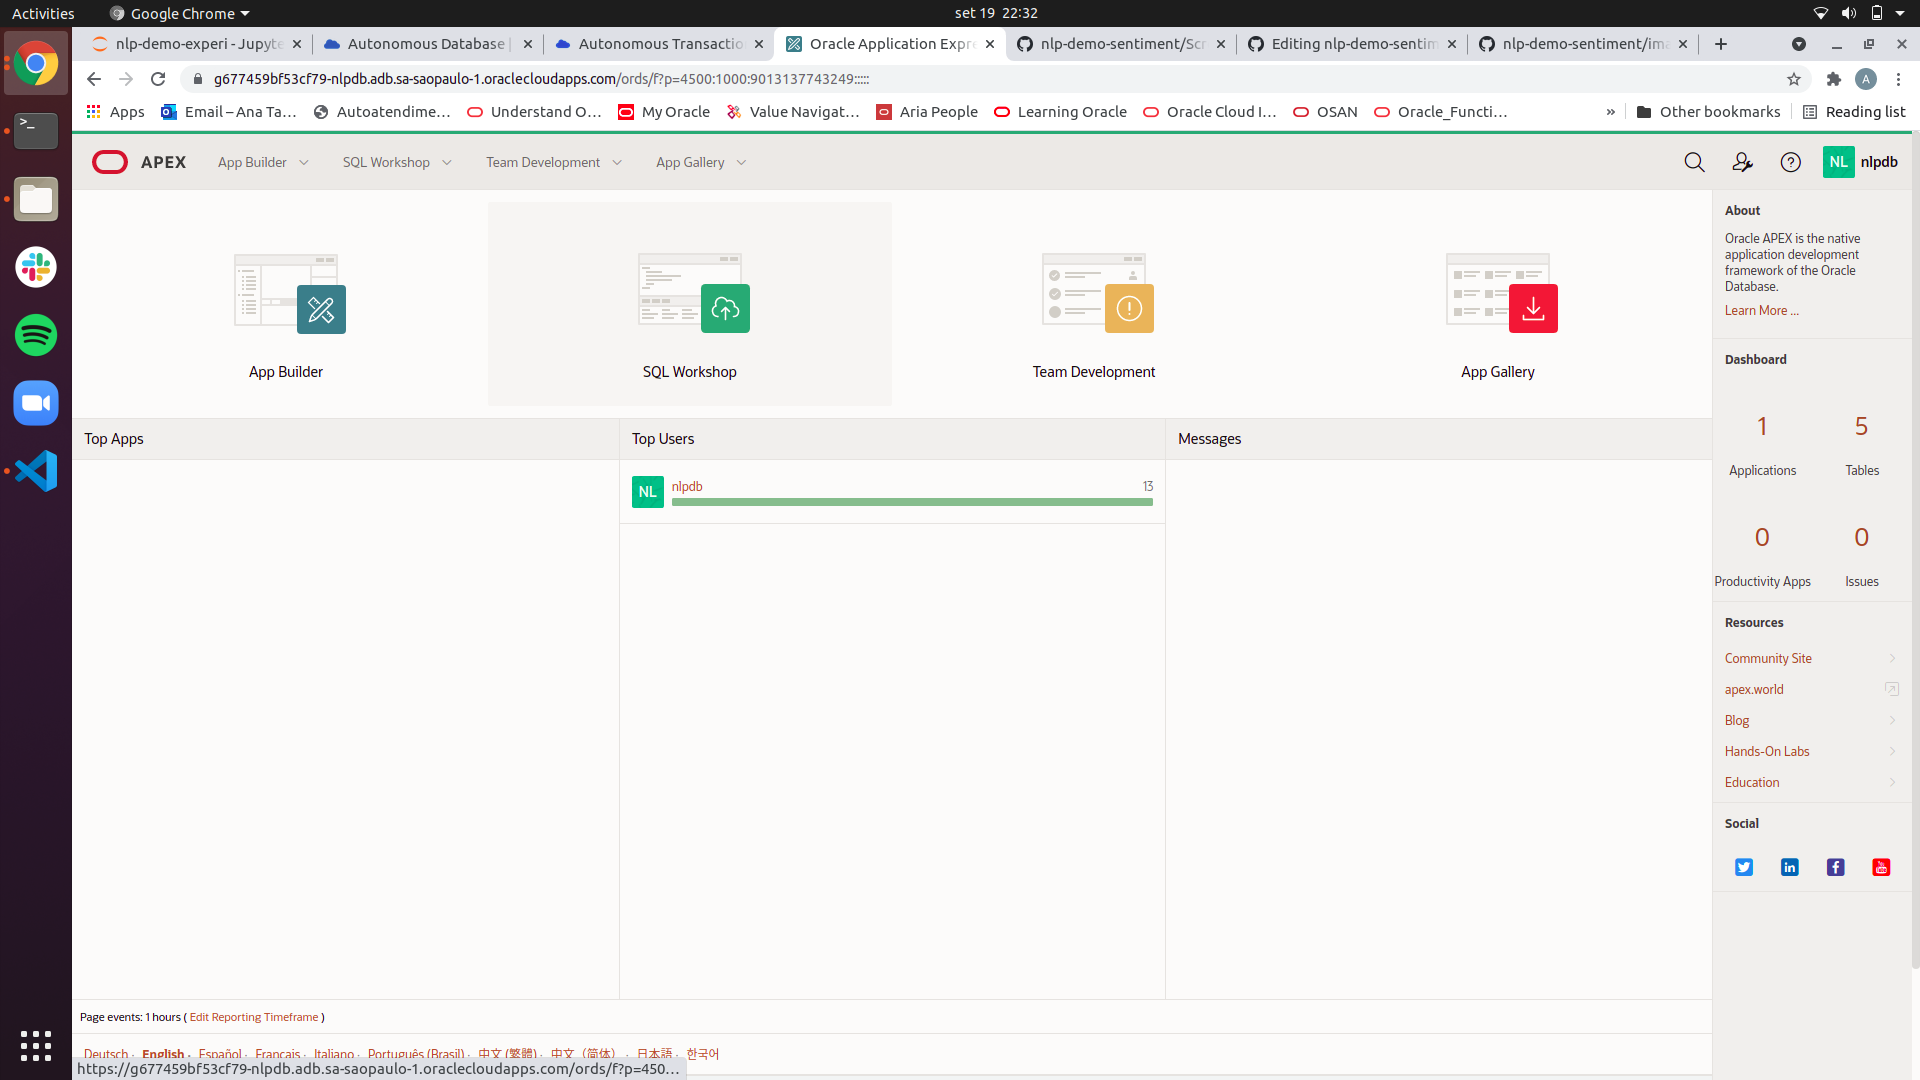 Activities
Google Chrome
set 19 22:32
nlp-demo-experi - Jupyte
Autonomous Database |
Autonomous Transactio
Oracle Application Expre
nlp-demo-sentiment/Scr
Editing nlp-demo-sentim
nlp-demo-sentiment/ima
g677459bf53cf79-nlpdb.adb.sa-saopaulo-1.oraclecloudapps.com/ords/f?p=4500:1000:9013137743249:::::
A
Apps
Email – Ana Ta…
Autoatendime…
Understand O…
My Oracle
Value Navigat…
Aria People
Learning Oracle
Oracle Cloud I…
OSAN
Oracle_Functi…
»
Other bookmarks
Reading list
APEX
App Builder
SQL Workshop
Team Development
App Gallery
NL
nlpdb
App Builder
SQL Workshop
Team Development
App Gallery
Top Apps
Top Users
Messages
NL
nlpdb
13
About
Oracle APEX is the native
application development
framework of the Oracle
Database.
Learn More ...
Dashboard
1
5
Applications
Tables
0
0
Productivity Apps
Issues
Resources
Community Site
apex.world
Blog
Hands-On Labs
Education
Social
Page events: 1 hours ( Edit Reporting Timeframe )
Deutsch · English · Español · Français · Italiano · Português (Brasil) · 中文 (繁體) · 中文（简体） · 日本語 · 한국어
https://g677459bf53cf79-nlpdb.adb.sa-saopaulo-1.oraclecloudapps.com/ords/f?p=450…